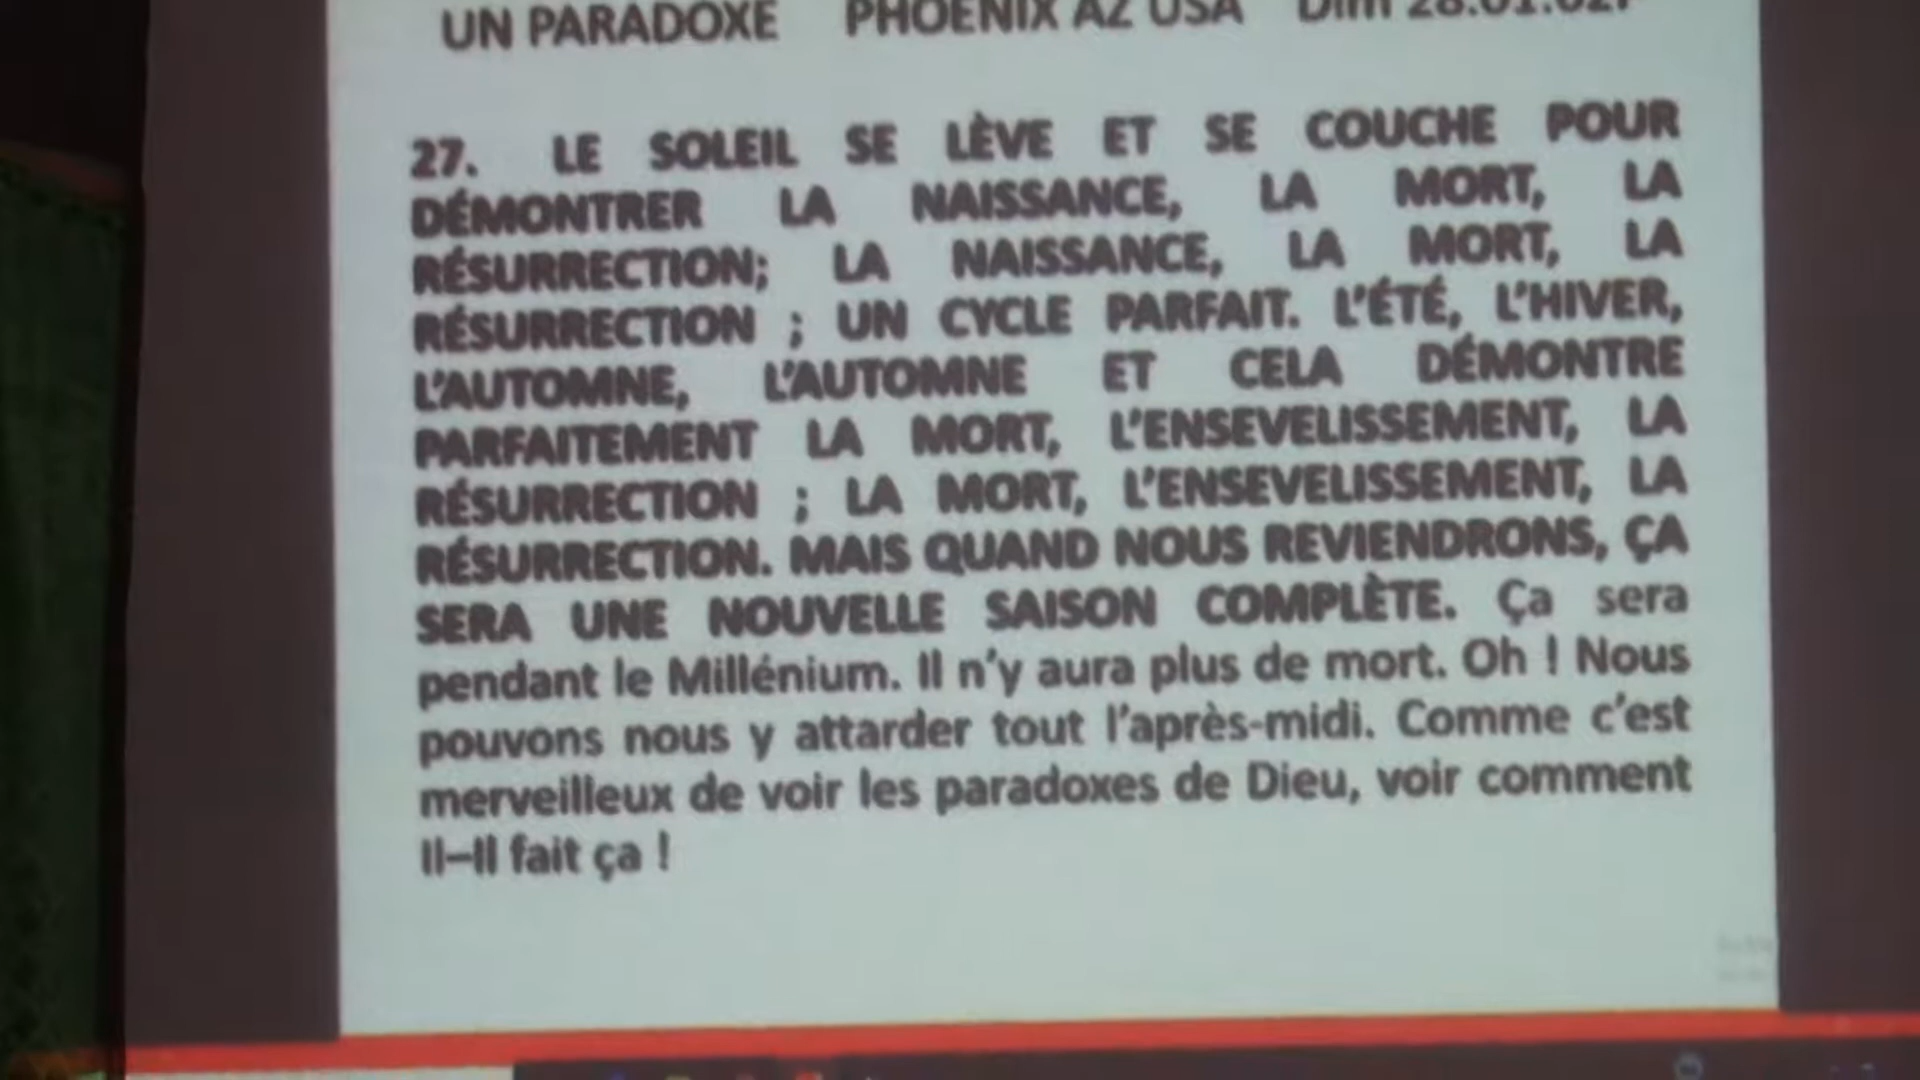 UN PARADOXE PHOENIX AZ USA Dim 28.01.62.
27. LE SOLEIL SE LÈVE ET SE COUCHE POUR
DÉMONTRER LA NAISSANCE, LA MORT, LA
RÉSURRECTION; LA NAISSANCE, LA MORT, LA
RÉSURRECTION ; UN CYCLE PARFAIT. L'ÉTÉ, L'HIVER,
L'AUTOMNE, L'AUTOMNE ET CELA DÉMONTRE
PARFAITEMENT LA MORT, L'ENSEVELISSEMENT, LA
RÉSURRECTION ; LA MORT, L'ENSEVELISSEMENT, LA
RÉSURRECTION. MAIS QUAND NOUS REVIENDRONS, ÇA
SERA UNE NOUVELLE SAISON COMPLÈTE. Ça sera
pendant le Millénium. Il n'y aura plus de mort. Oh ! Nous
pouvons nous y attarder tout l'après-midi. Comme c'est
merveilleux de voir les paradoxes de Dieu, voir comment
Il–Il fait ça !